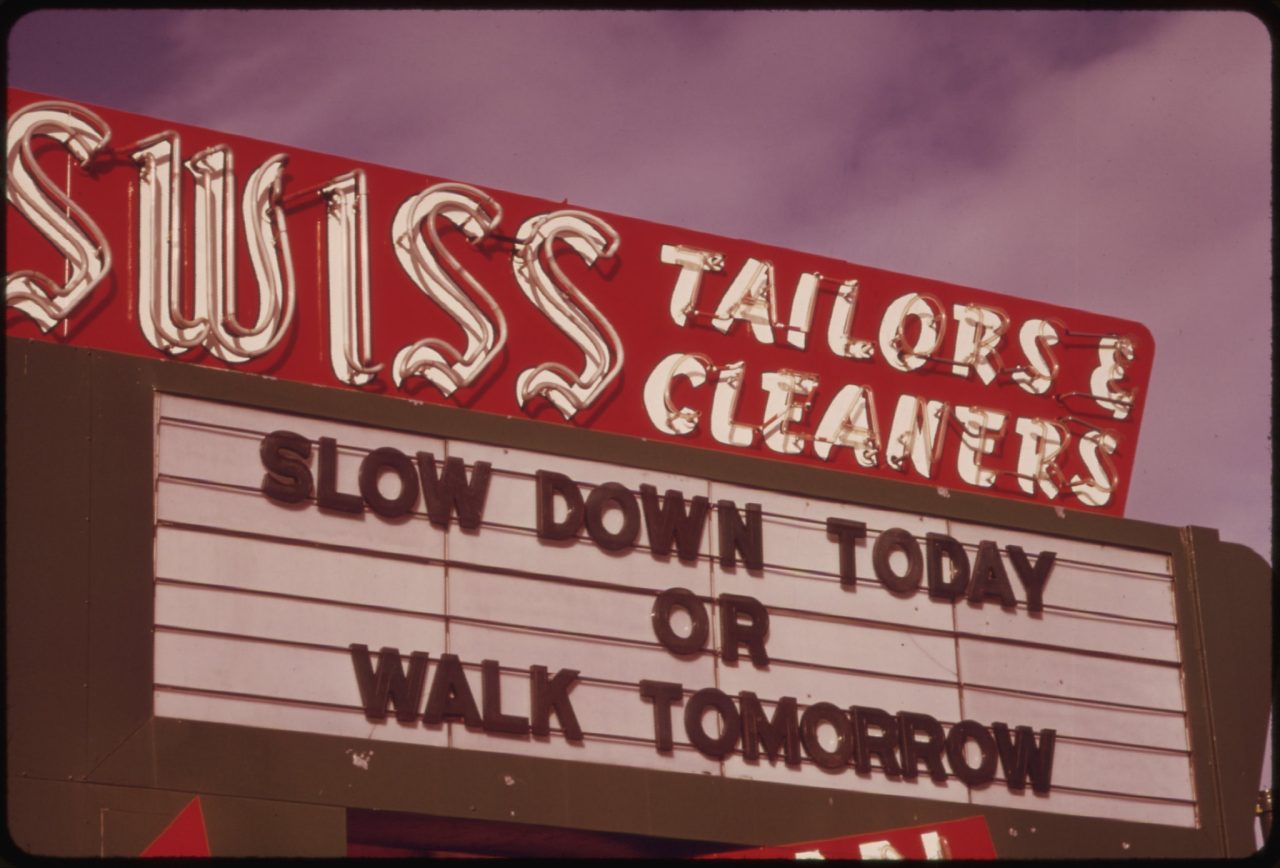 SWISS
TAILORS &
CLEANERS
SLOW DOWN TODAY
OR
WALK TOMORROW